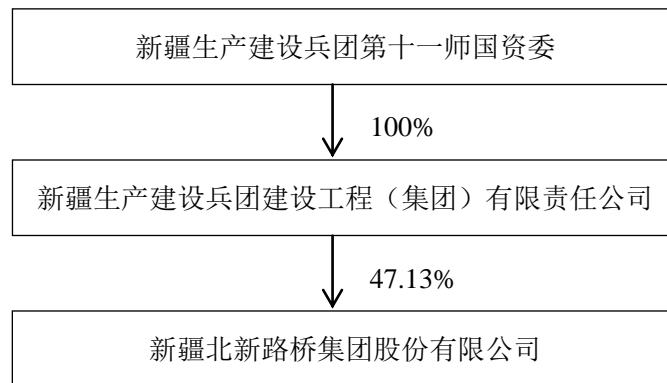 新疆生产建设兵团第十一师国资委
100%
新疆生产建设兵团建设工程（集团）有限责任公司
47.13%
新疆北新路桥集团股份有限公司